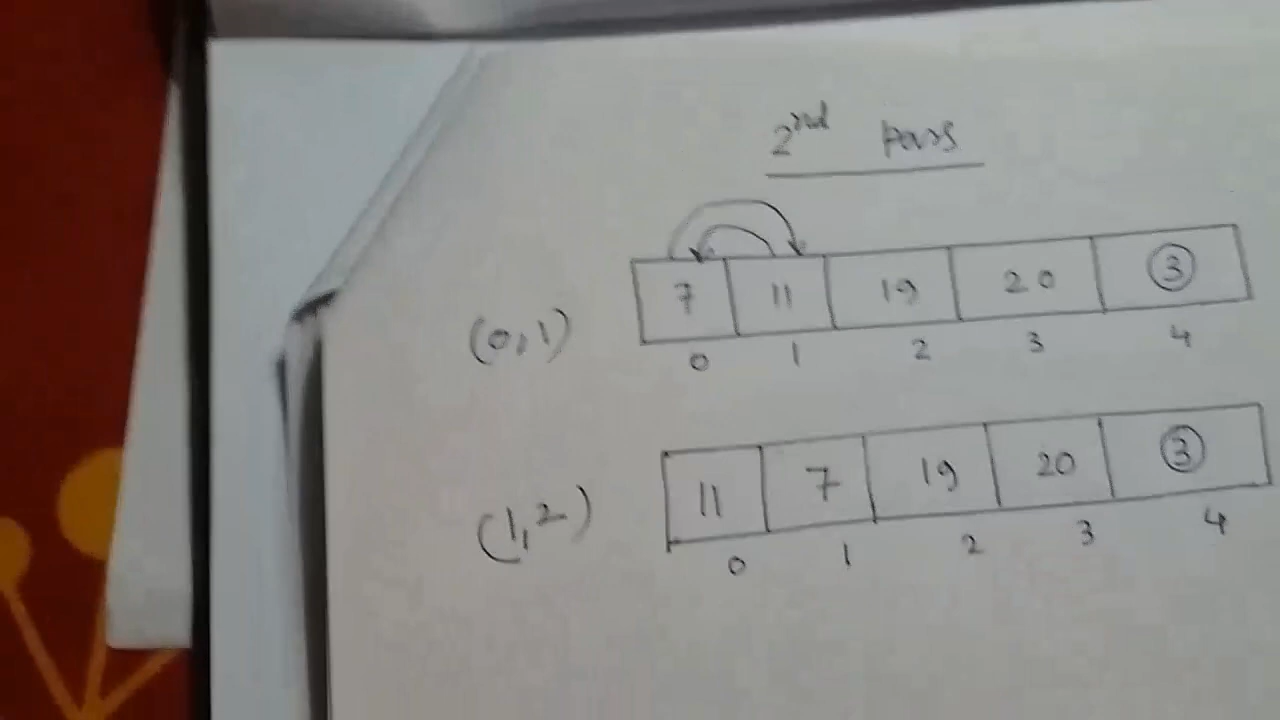 2nd Pass
(0,1) 7 11 19 20 3
0 1 2 3 4
(1,2) 11 7 19 20 3
0 1 2 3 4